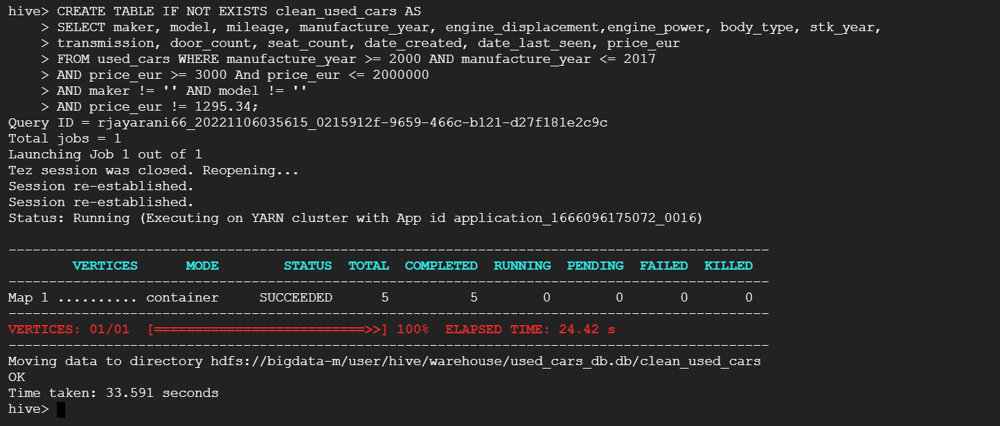 hive> CREATE TABLE IF NOT EXISTS clean_used_cars AS
    > SELECT maker, model, mileage, manufacture_year, engine_displacement,engine_power, body_type, stk_year,
    > transmission, door_count, seat_count, date_created, date_last_seen, price_eur
    > FROM used_cars WHERE manufacture_year >= 2000 AND manufacture_year <= 2017
    > AND price_eur >= 3000 And price_eur <= 2000000
    > AND maker != '' AND model != ''
    > AND price_eur != 1295.34;
Query ID = rjayarani66_20221106035615_0215912f-9659-466c-b121-d27f181e2c9c
Total jobs = 1
Launching Job 1 out of 1
Tez session was closed. Reopening...
Session re-established.
Session re-established.
Status: Running (Executing on YARN cluster with App id application_1666096175072_0016)
----------------------------------------------------------------------------------------------
        VERTICES      MODE        STATUS  TOTAL  COMPLETED  RUNNING  PENDING  FAILED  KILLED
----------------------------------------------------------------------------------------------
Map 1 .......... container     SUCCEEDED      5          5        0        0       0       0
----------------------------------------------------------------------------------------------
VERTICES: 01/01  [==========================>>] 100%  ELAPSED TIME: 24.42 s
----------------------------------------------------------------------------------------------
Moving data to directory hdfs://bigdata-m/user/hive/warehouse/used_cars_db.db/clean_used_cars
OK
Time taken: 33.591 seconds
hive>